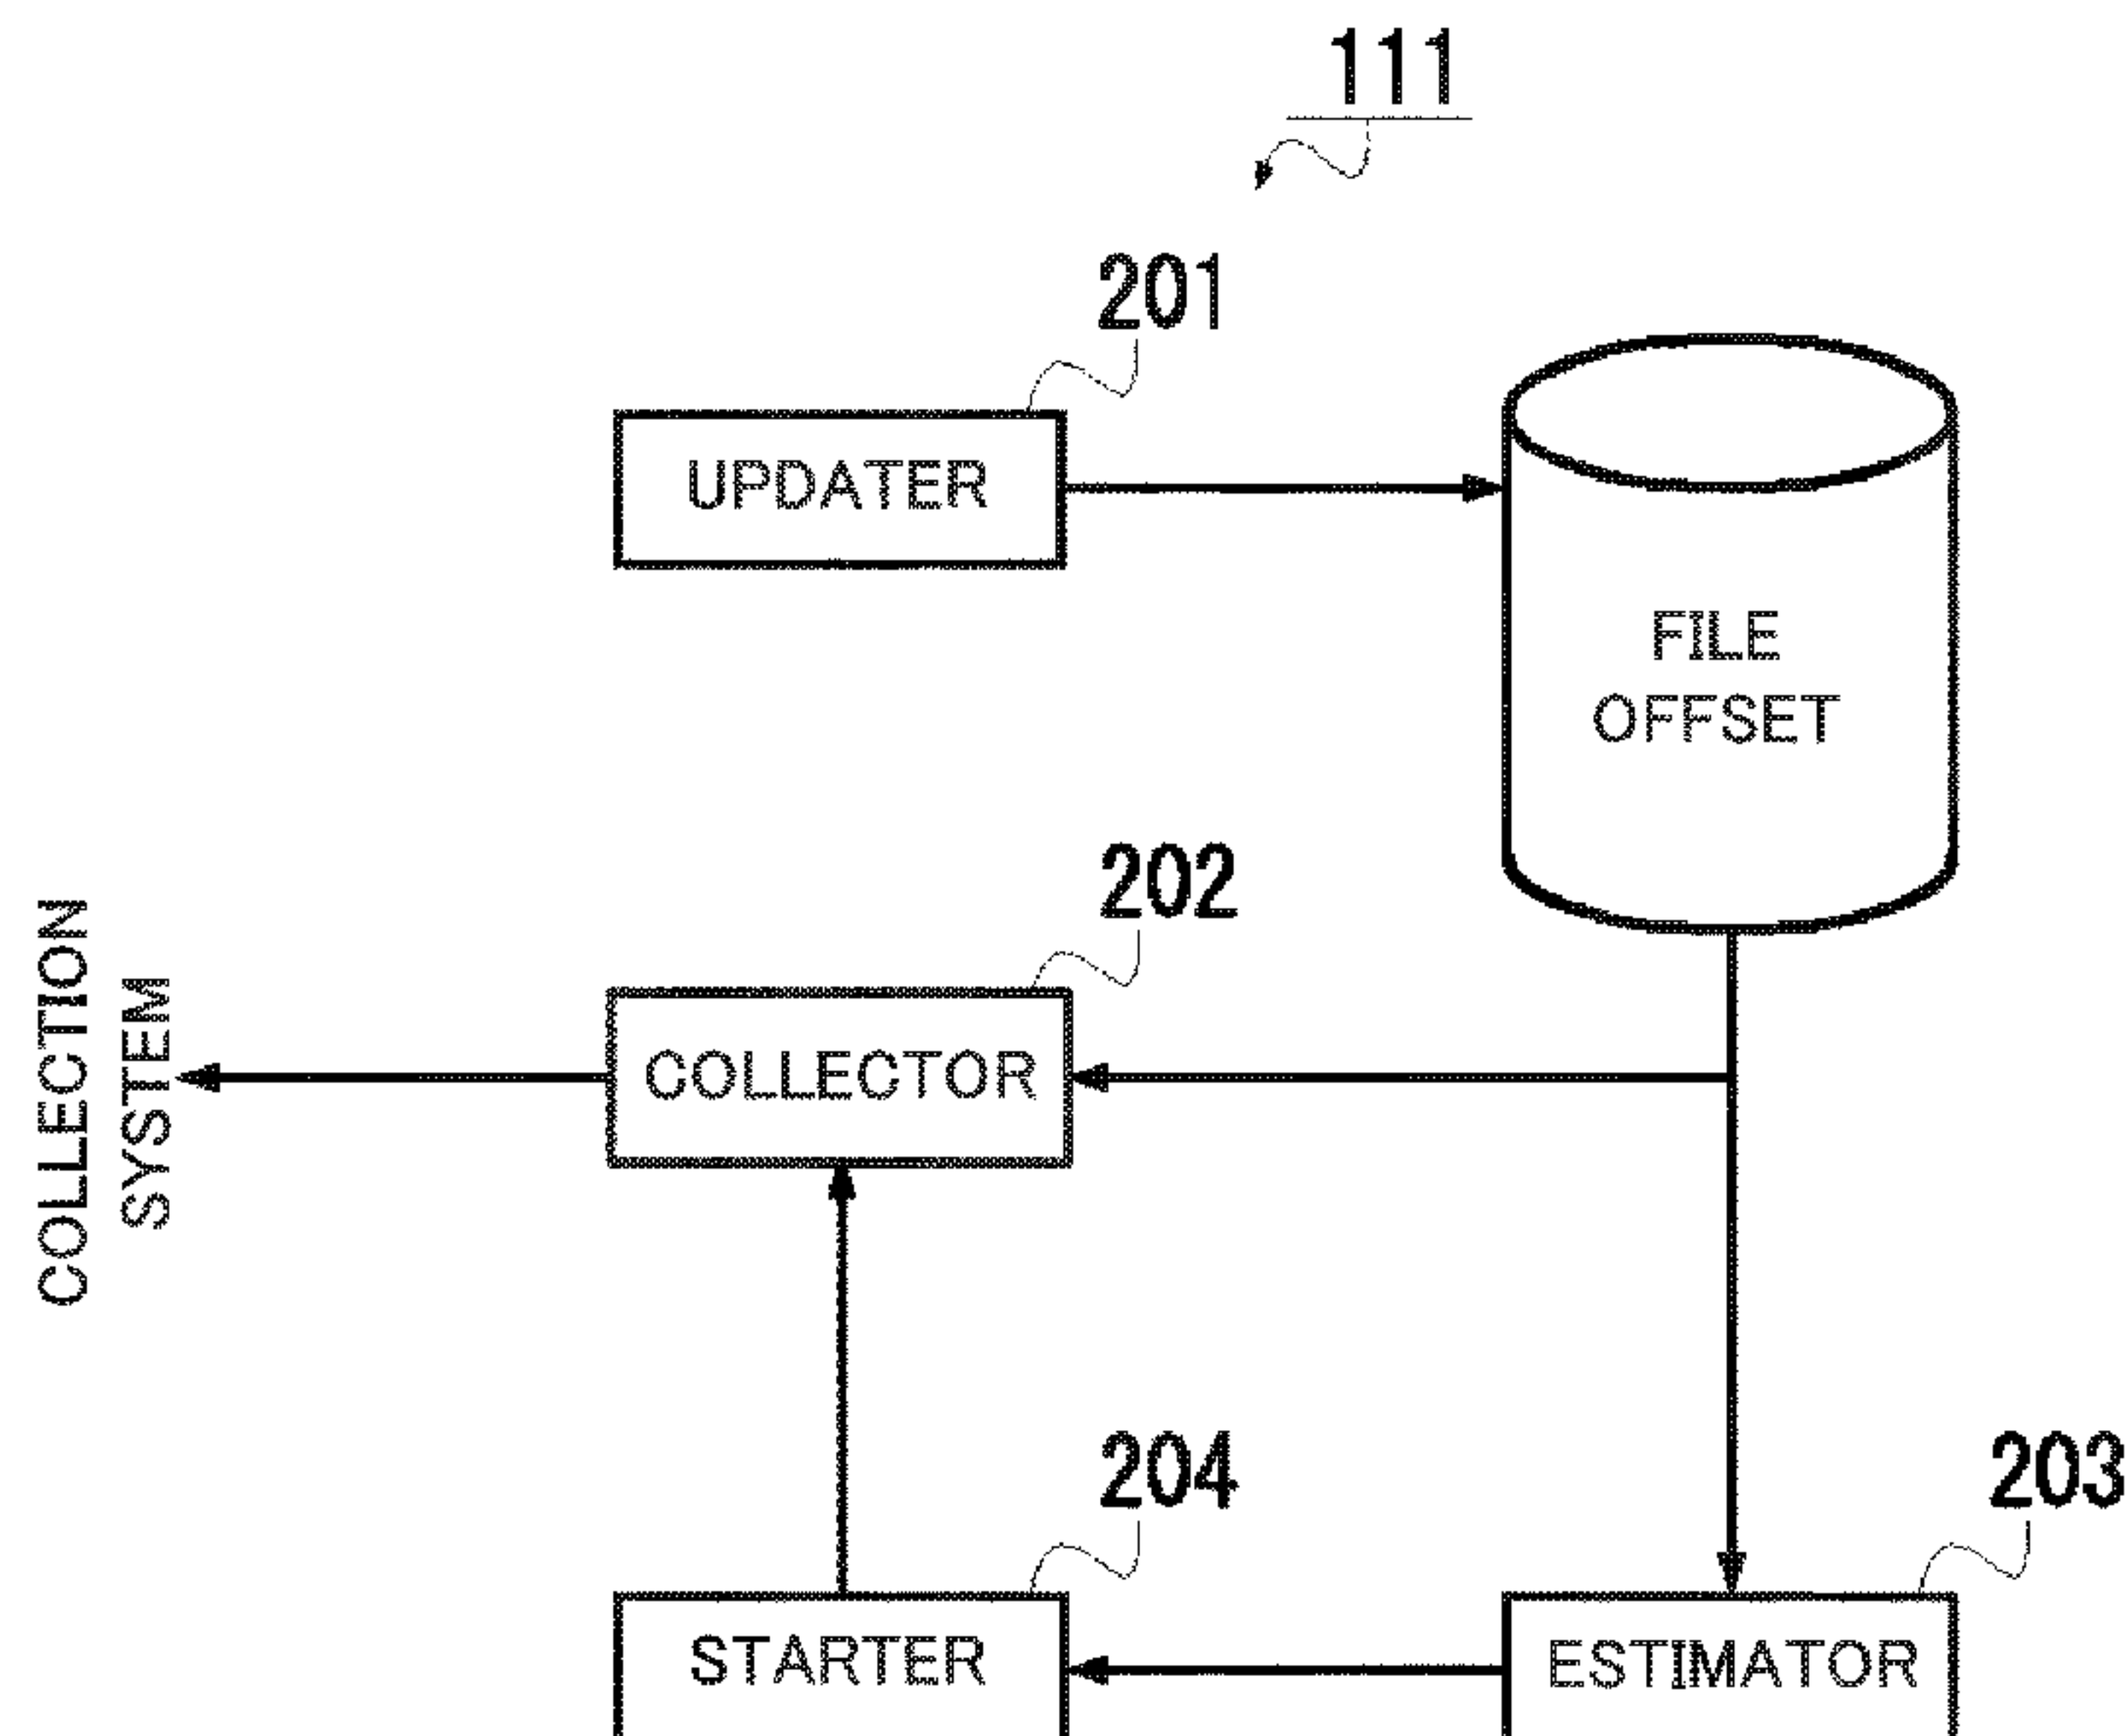 111
201
UPDATER
FILE
OFFSET
202
COLLECTION
SYSTEM
COLLECTOR
204
203
STARTER
ESTIMATOR